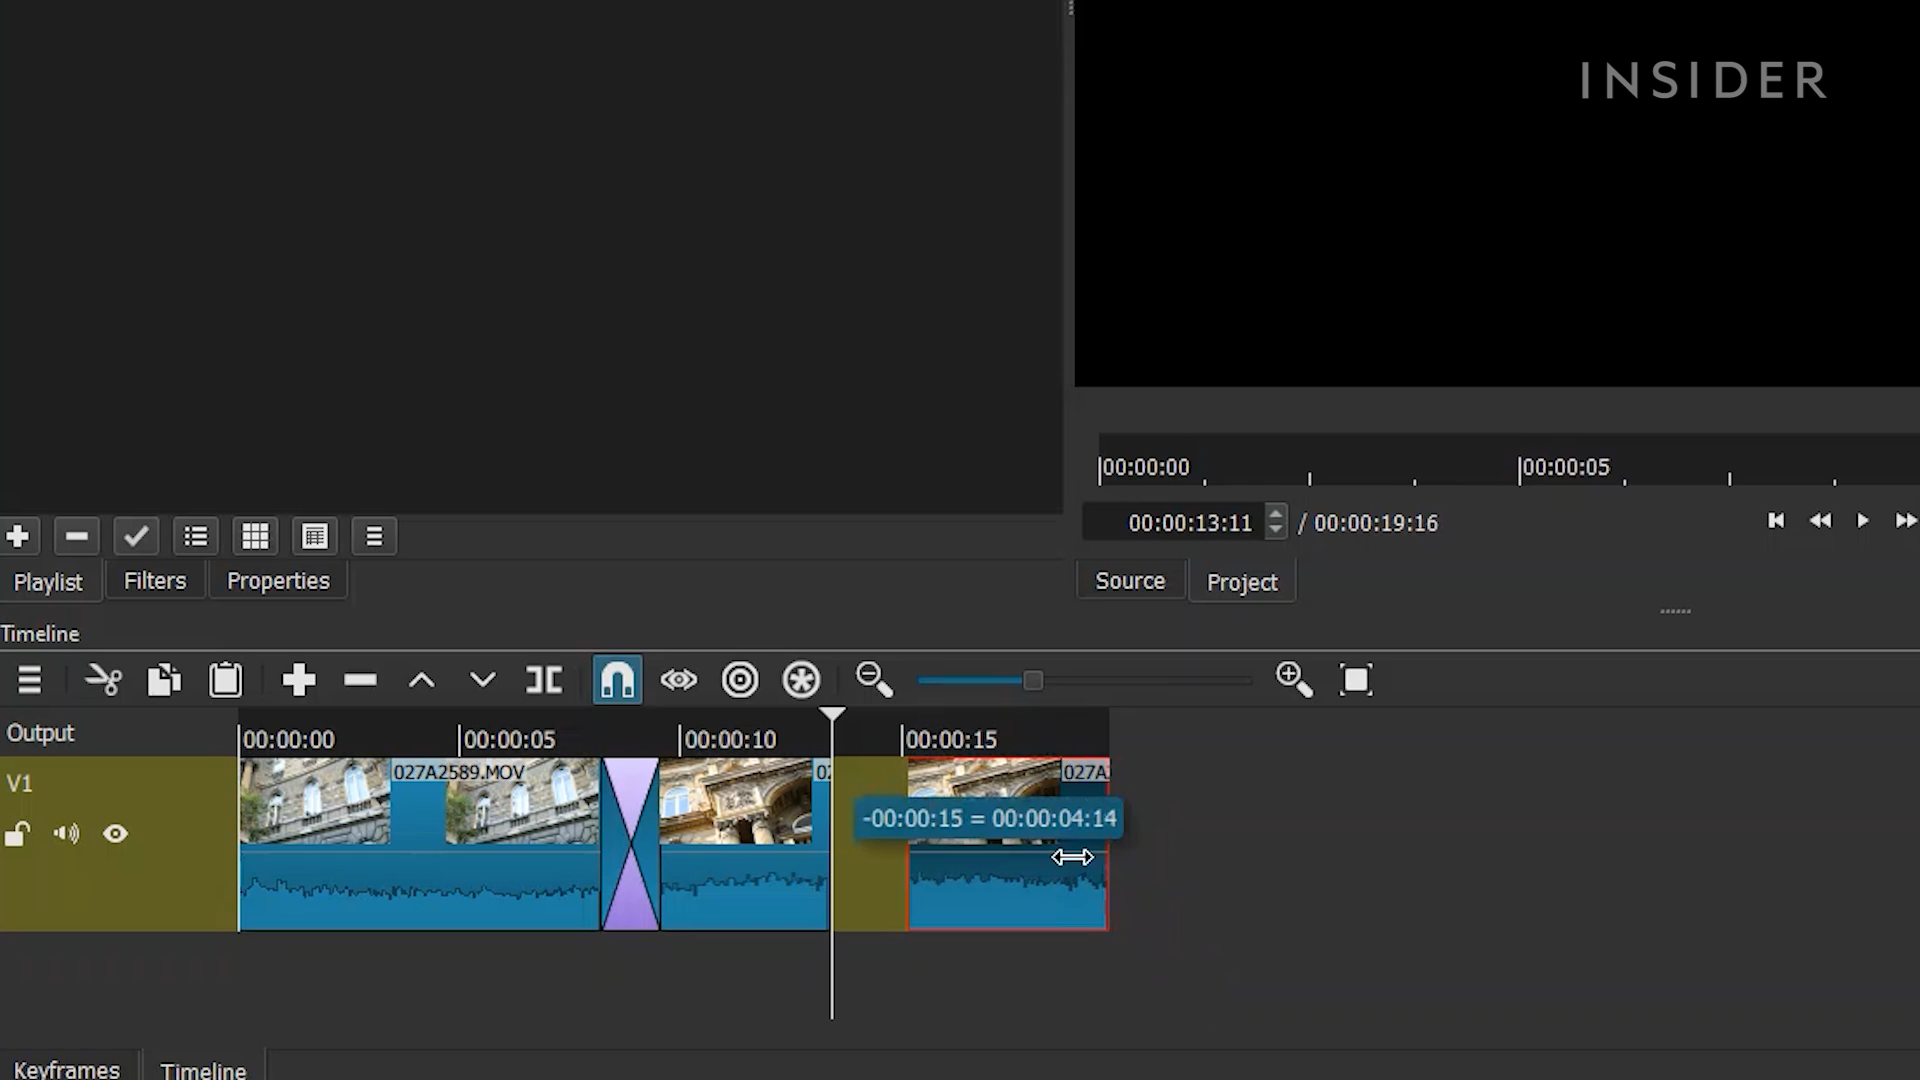 INSIDER
00:00:00
00:00:05
00:00:13:11 / 00:00:19:16
Playlist
Filters
Properties
Source
Project
Timeline
Output
00:00:00
00:00:05
00:00:10
00:00:15
V1
027A2589.MOV
02
027A
-00:00:15 = 00:00:04:14
Keyframes
Timeline